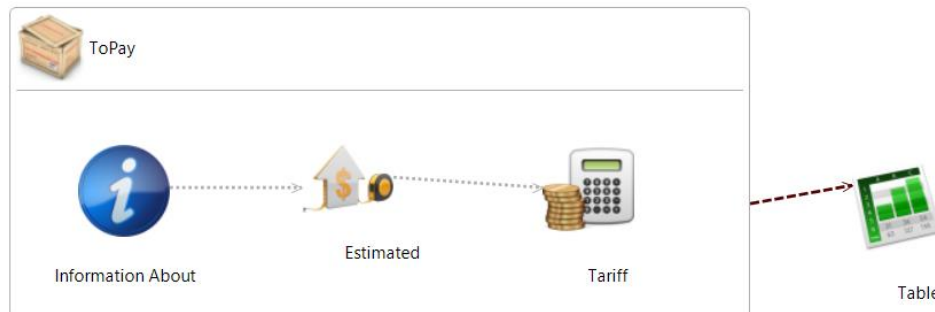 ToPay
Estimated
Information About
Tariff
Table